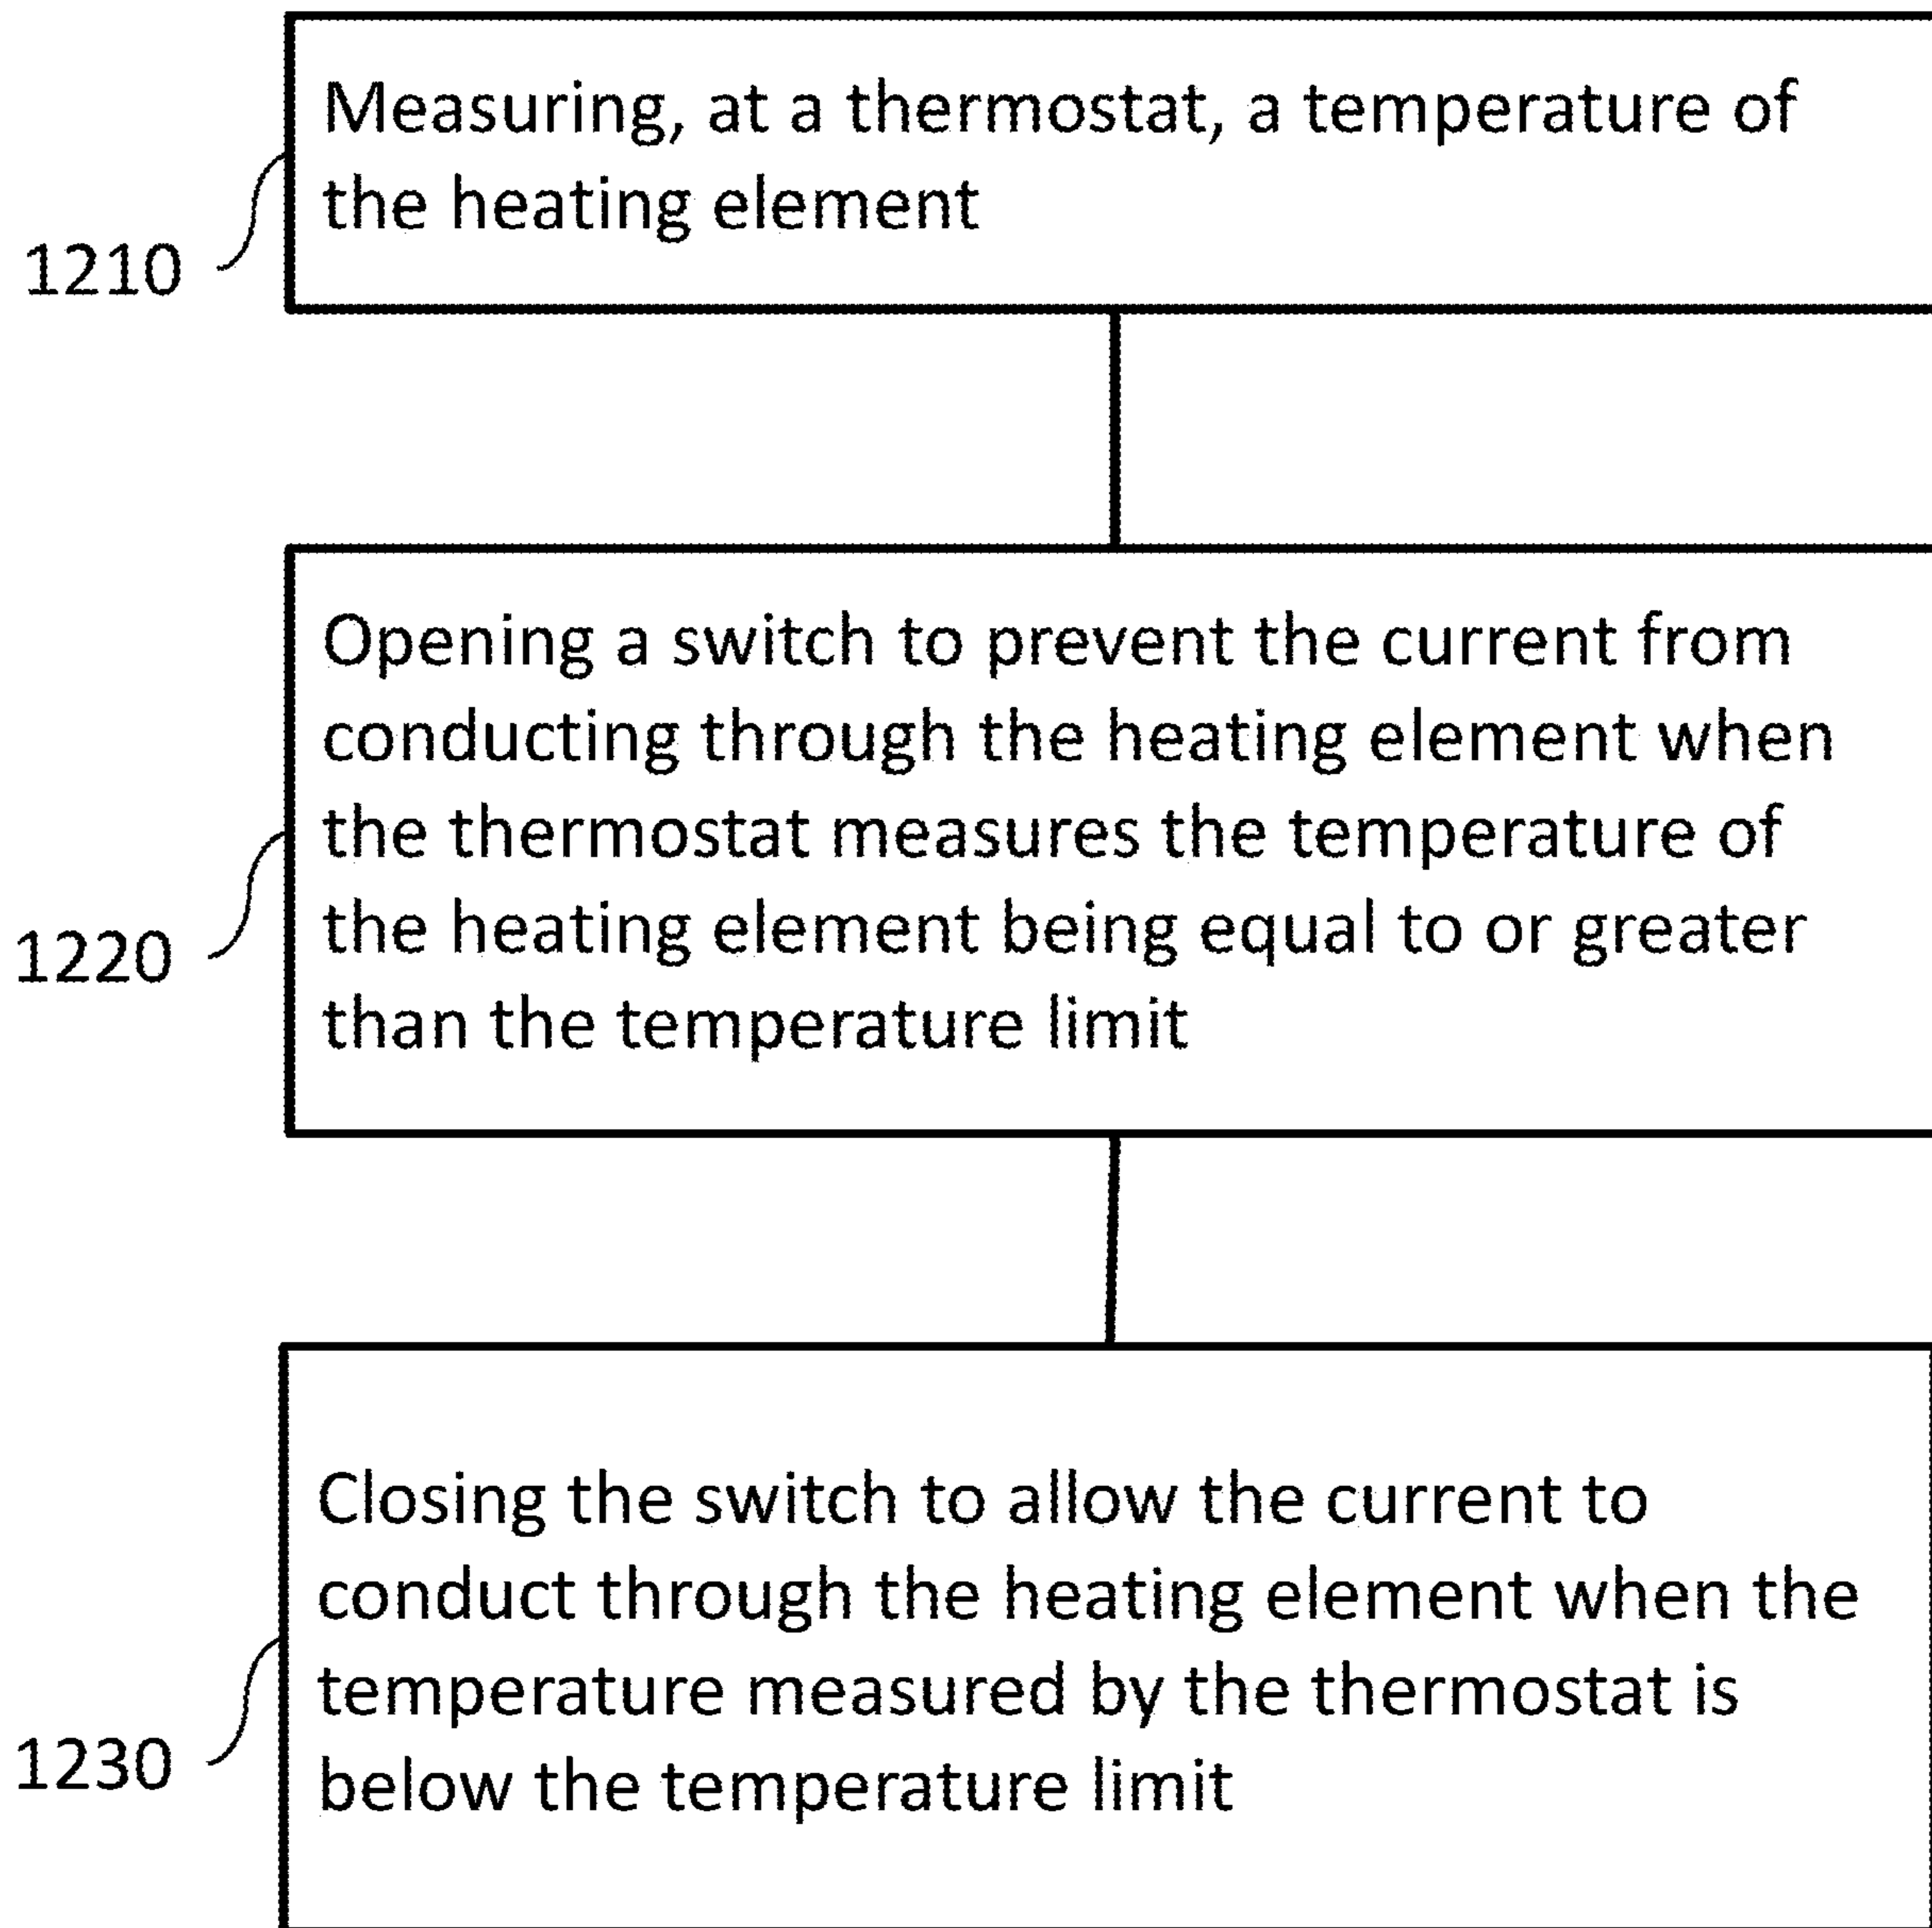 Measuring, at a thermostat, a temperature of
the heating element
1210
Opening a switch to prevent the current from
conducting through the heating element when
the thermostat measures the temperature of
the heating element being equal to or greater
than the temperature limit
1220
Closing the switch to allow the current to
conduct through the heating element when the
temperature measured by the thermostat is
below the temperature limit
1230